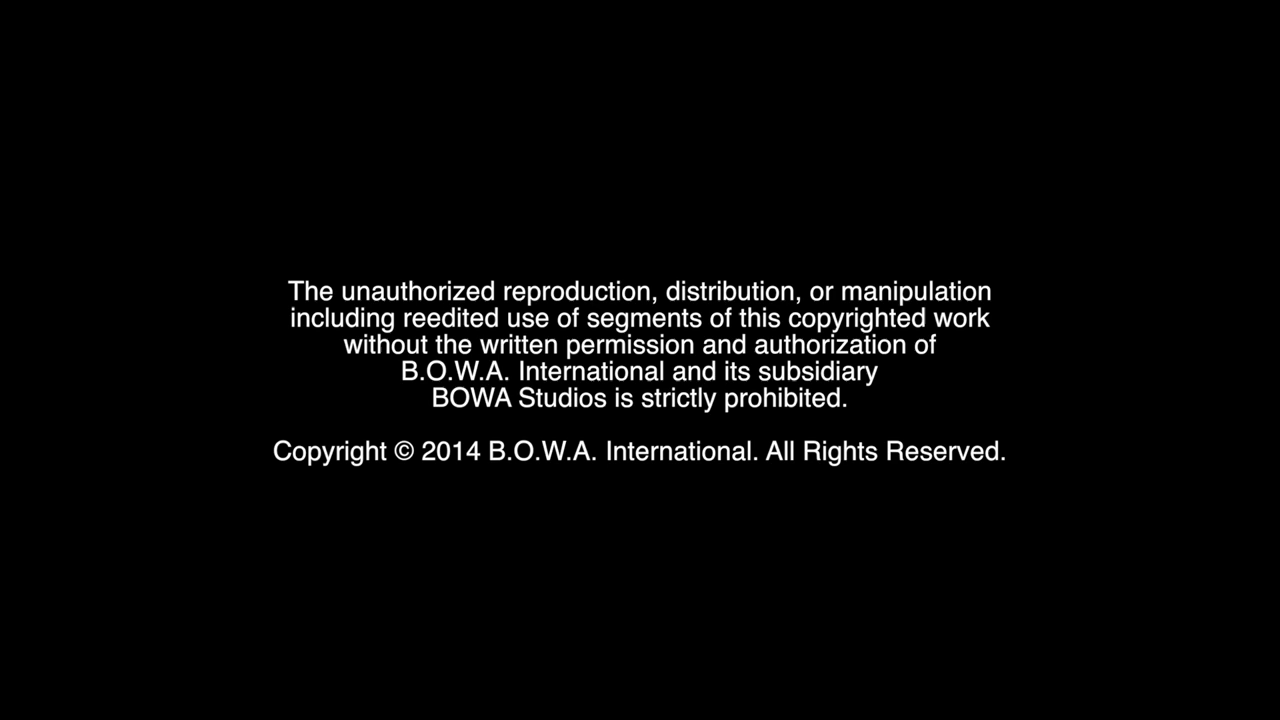 The unauthorized reproduction, distribution, or manipulation
including reedited use of segments of this copyrighted work
without the written permission and authorization of
B.O.W.A. International and its subsidiary
BOWA Studios is strictly prohibited.
Copyright © 2014 B.O.W.A. International. All Rights Reserved.